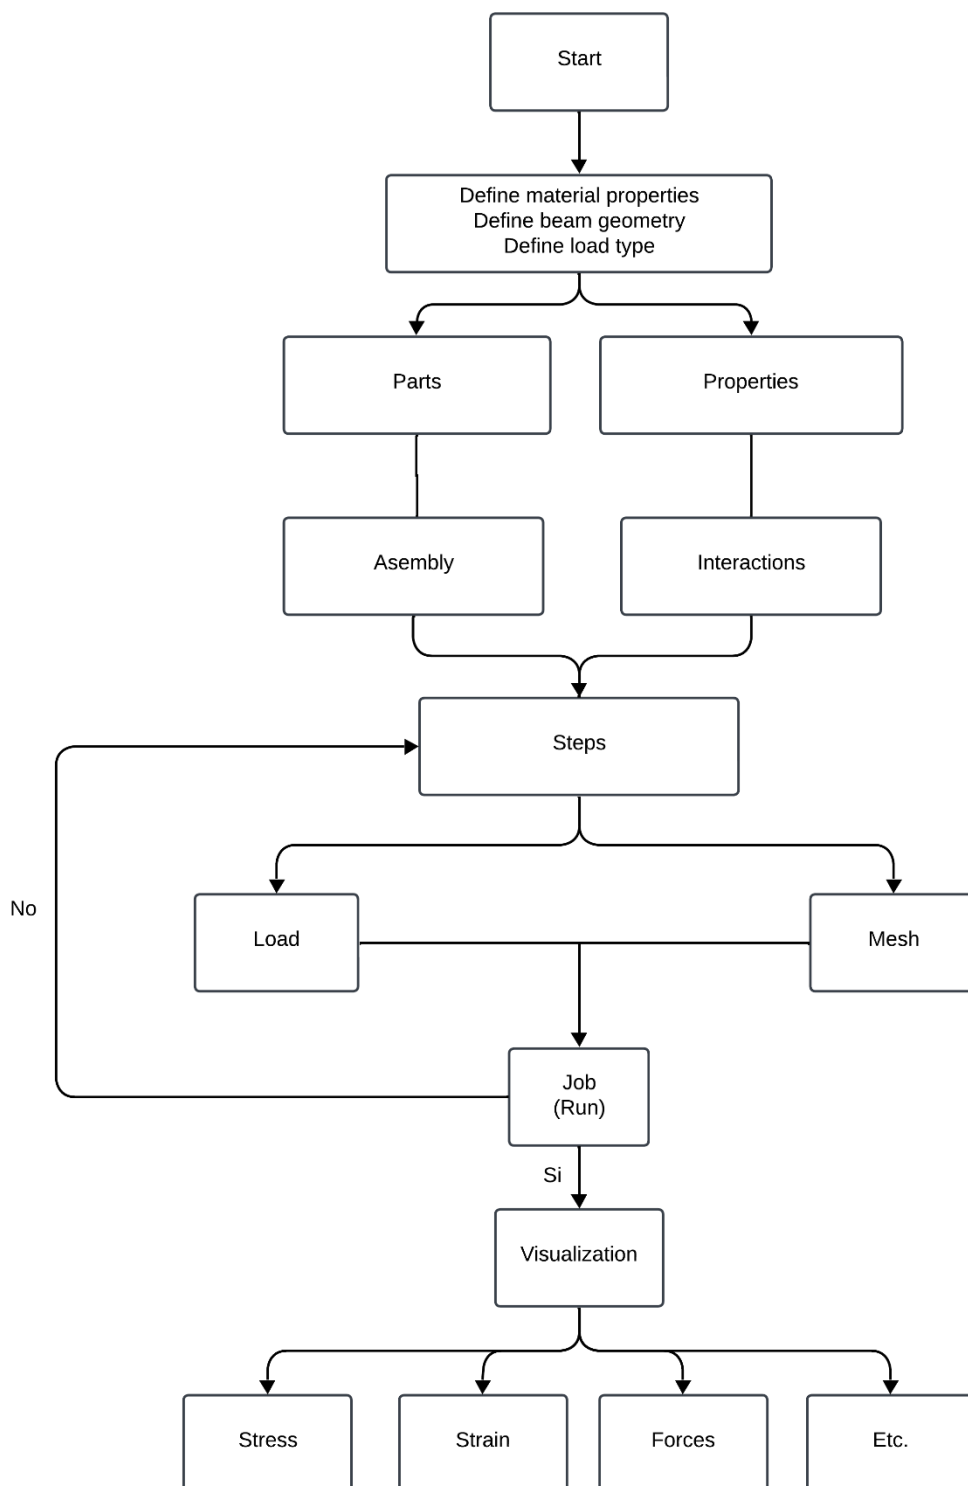 Start
Define material properties
Define beam geometry
Define load type
Parts
Properties
Asembly
Interactions
Steps
No
Load
Mesh
Job
(Run)
Si
Visualization
Stress
Strain
Forces
Etc.